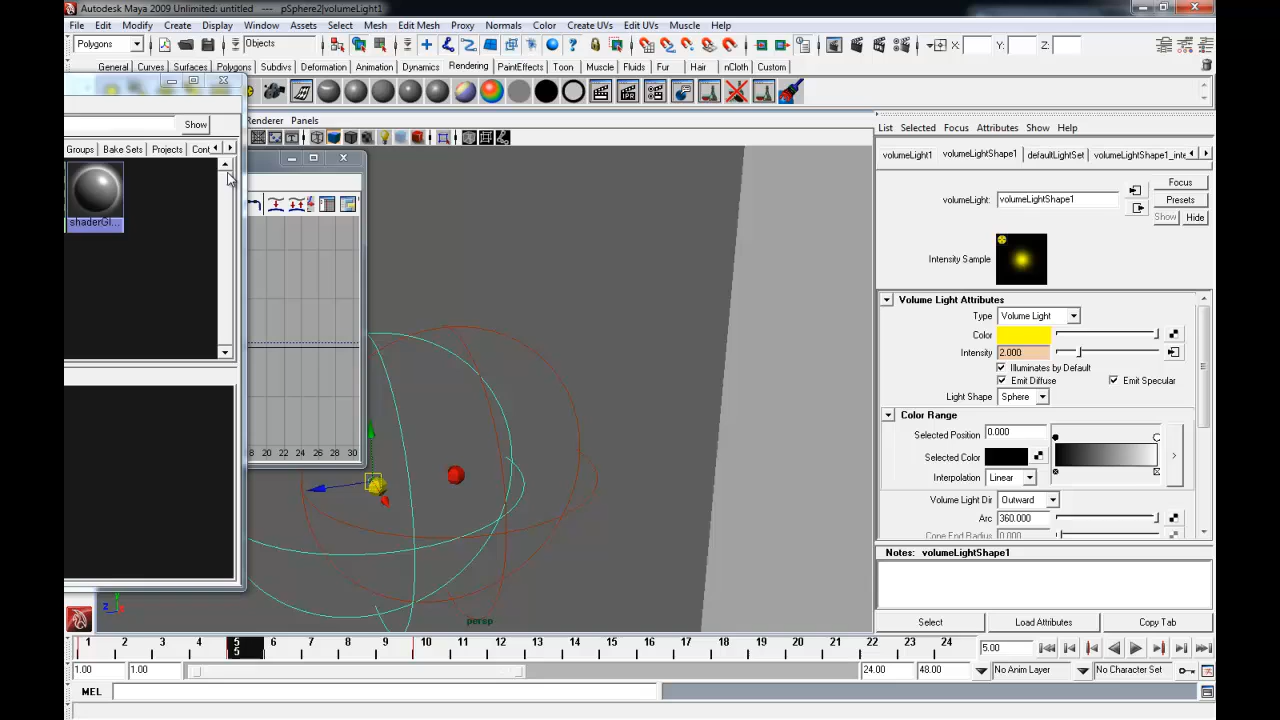 Autodesk Maya 2009 Unlimited: untitled --- pSphere2|volumeLight1
File Edit Modify Create Display Window Assets Select Mesh Edit Mesh Proxy Normals Color Create UVs Edit UVs Muscle Help
Polygons Objects X: Y: Z:
General Curves Surfaces Polygons Subdivs Deformation Animation Dynamics Rendering PaintEffects Toon Muscle Fluids Fur Hair nCloth Custom
IPR
Renderer Panels
Show
Groups Bake Sets Projects Cont
shaderGl...
18 20 22 24 26 28 30
persp
List Selected Focus Attributes Show Help
volumeLight1 volumeLightShape1 defaultLightSet volumeLightShape1_inte
volumeLight: volumeLightShape1
Focus
Presets
Show Hide
Intensity Sample
Volume Light Attributes
Type Volume Light
Color
Intensity 2.000
Illuminates by Default
Emit Diffuse Emit Specular
Light Shape Sphere
Color Range
Selected Position 0.000
Selected Color
Interpolation Linear
Volume Light Dir Outward
Arc 360.000
Cone End Radius 0.000
Notes: volumeLightShape1
Select Load Attributes Copy Tab
1 2 3 4 5 6 7 8 9 10 11 12 13 14 15 16 17 18 19 20 21 22 23 24
5
5.00
1.00 1.00 24.00 48.00 No Anim Layer No Character Set
MEL